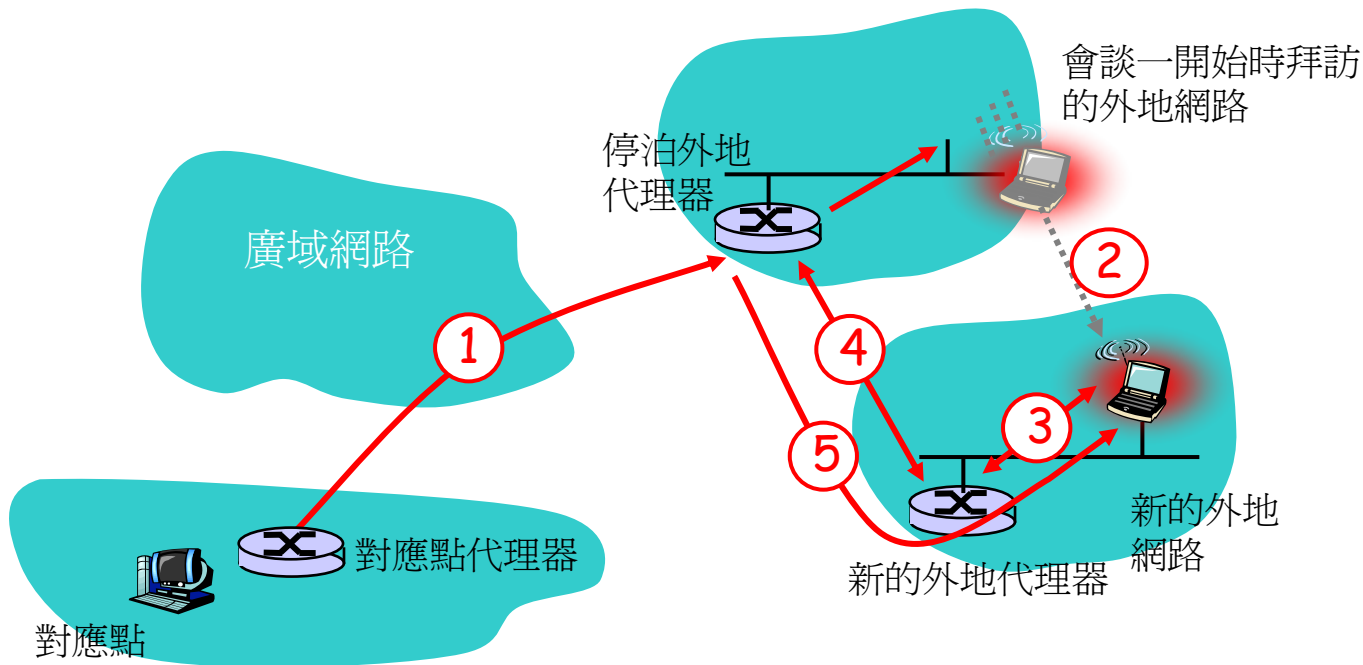 會談一開始時拜訪
的外地網路
停泊外地
代理器
廣域網路
2
1
4
3
5
新的外地
網路
對應點代理器
新的外地代理器
對應點